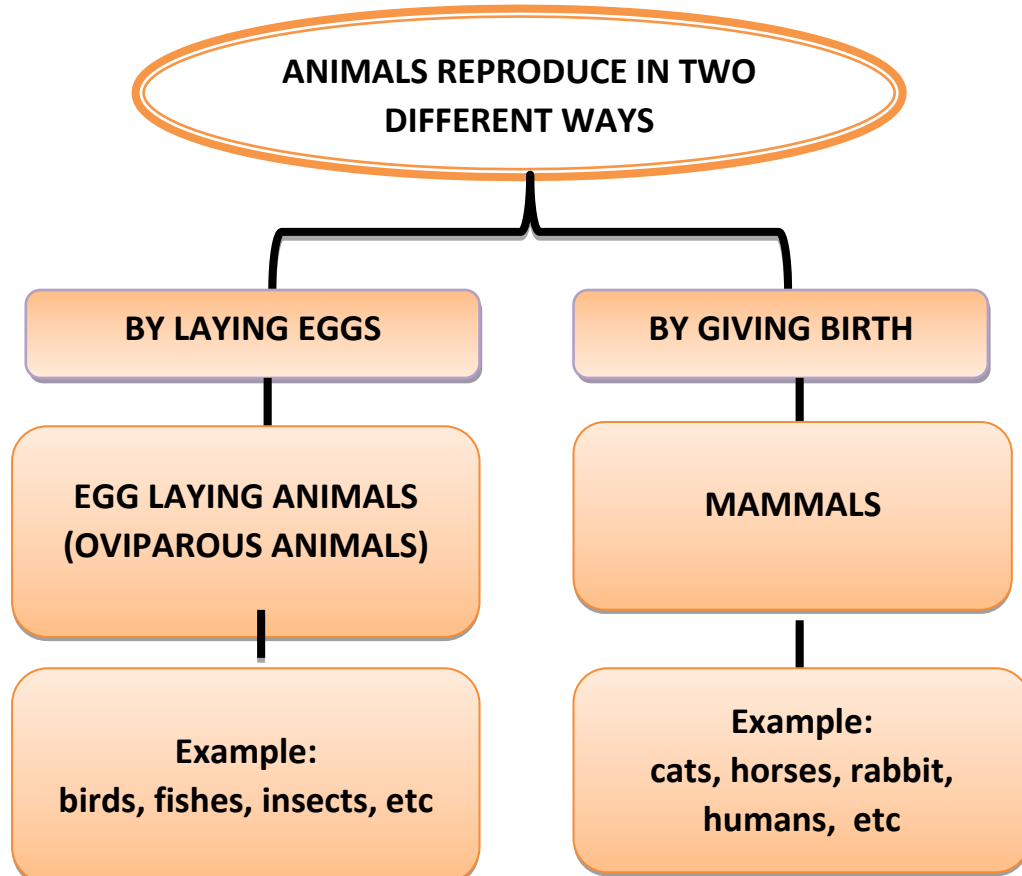 ANIMALS REPRODUCE IN TWO
DIFFERENT WAYS
BY LAYING EGGS
BY GIVING BIRTH
EGG LAYING ANIMALS
(OVIPAROUS ANIMALS)
MAMMALS
Example:
birds, fishes, insects, etc
Example:
cats, horses, rabbit,
humans, etc